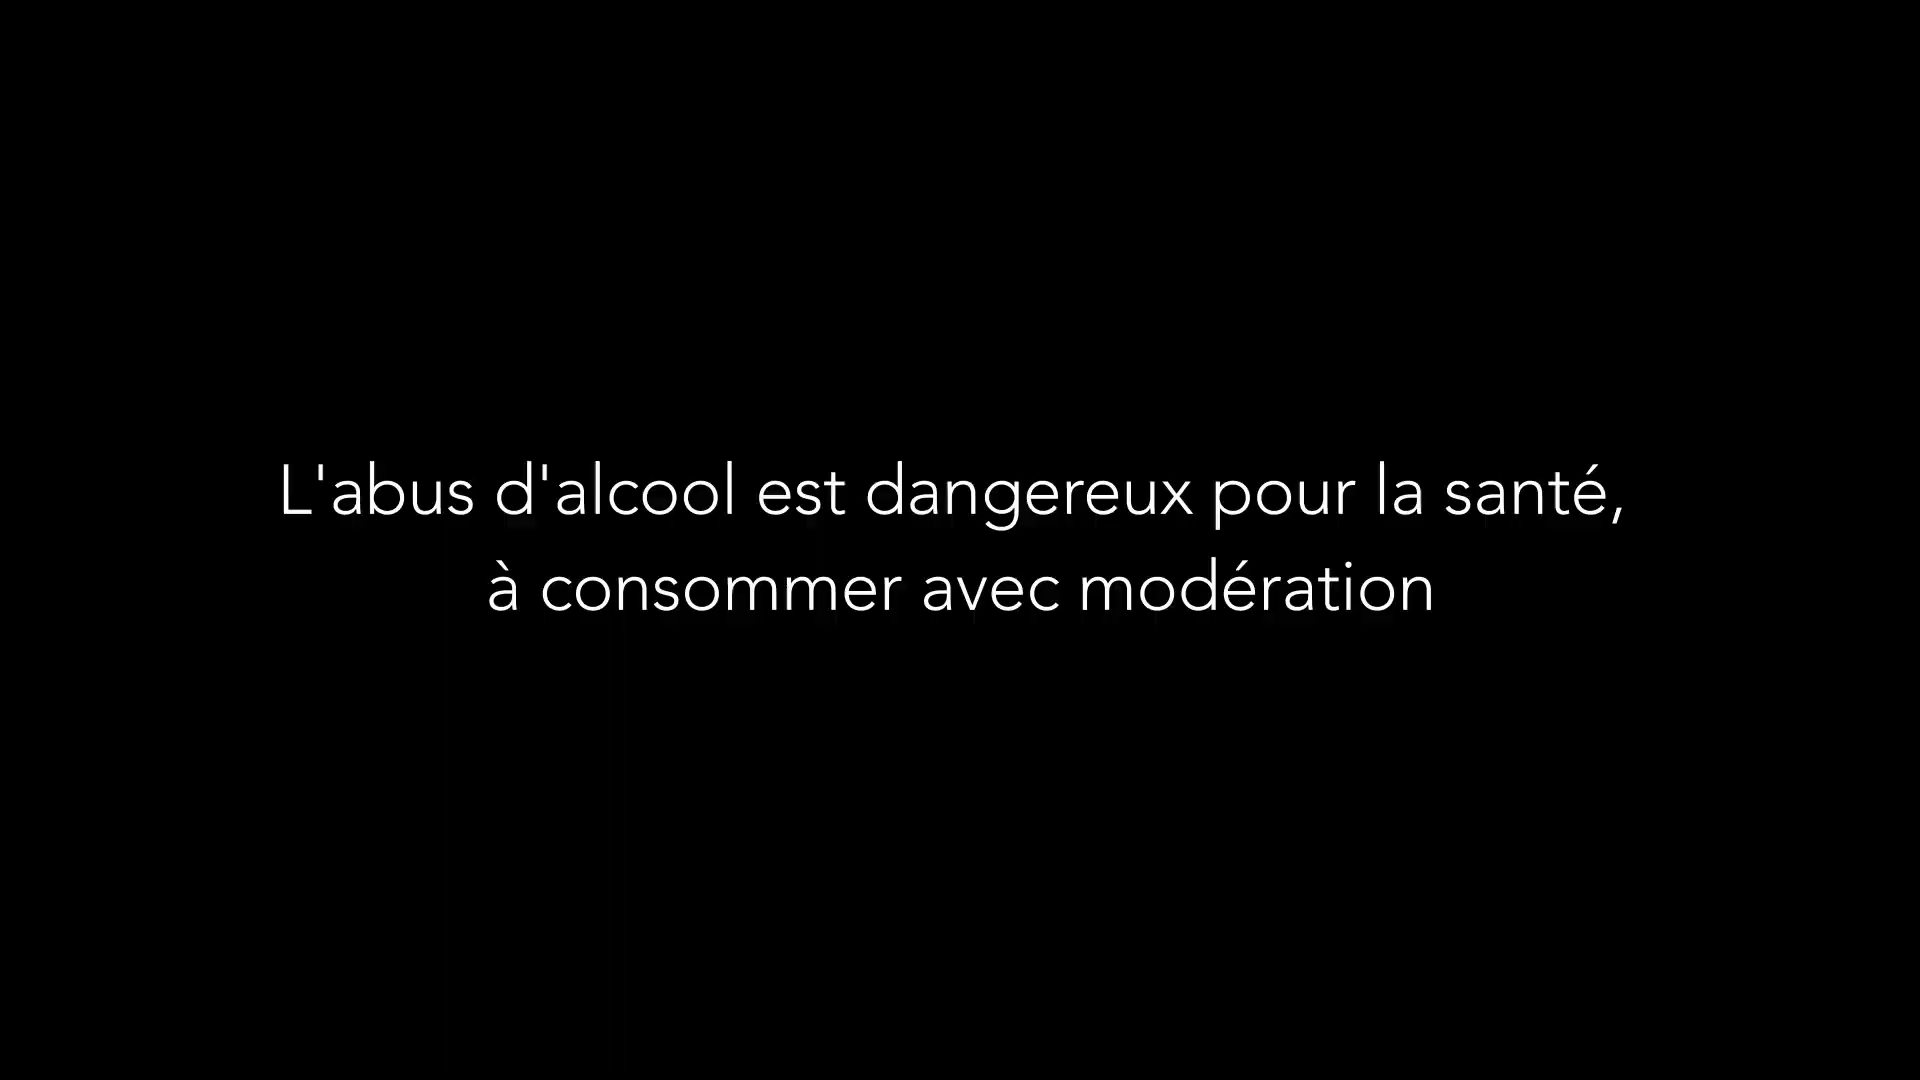 L'abus d'alcool est dangereux pour la santé,
à consommer avec modération